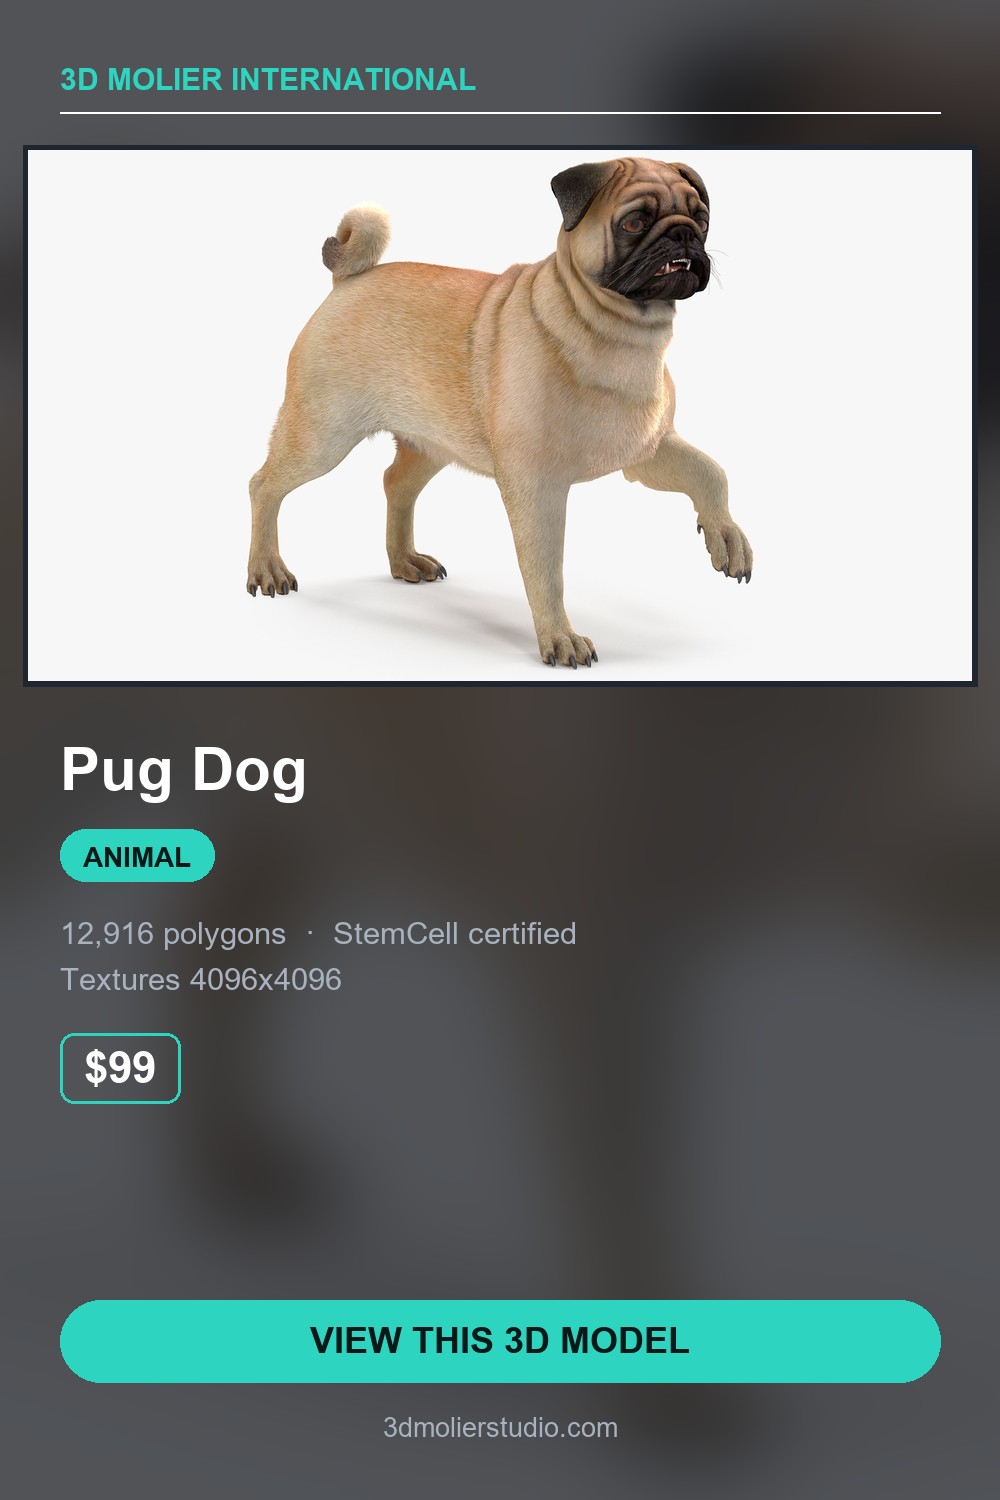 3D MOLIER INTERNATIONAL
Pug Dog
ANIMAL
12,916 polygons · StemCell certified
Textures 4096x4096
$99
VIEW THIS 3D MODEL
3dmolierstudio.com